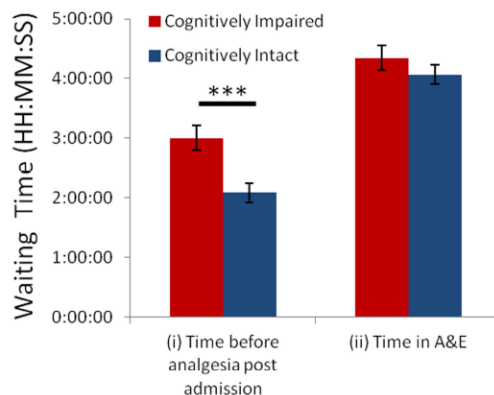 Waiting Time (HH:MM:SS)
5:00:00
4:00:00
3:00:00
2:00:00
1:00:00
0:00:00
Cognitively Impaired
Cognitively Intact
***
(i) Time before
analgesia post
admission
(ii) Time in A&E